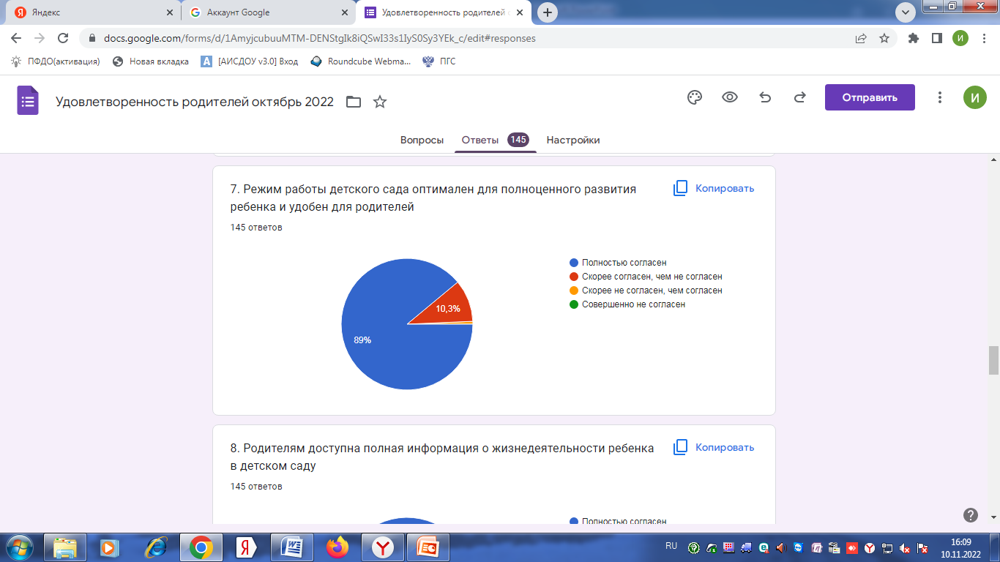 Яндекс
Аккаунт Google
Удовлетворенность родителей
docs.google.com/forms/d/1AmyjcubuuMTM-DENStgIk8iQSwI33s1IyS0Sy3YEk_c/edit#responses
И
ПФДО(активация)
Новая вкладка
[АИСДОУ v3.0] Вход
Roundcube Webma...
ПГС
Удовлетворенность родителей октябрь 2022
Отправить
И
Вопросы
Ответы 145
Настройки
7. Режим работы детского сада оптимален для полноценного развития
ребенка и удобен для родителей
Копировать
145 ответов
Полностью согласен
Скорее согласен, чем не согласен
Скорее не согласен, чем согласен
Совершенно не согласен
10,3%
89%
8. Родителям доступна полная информация о жизнедеятельности ребенка
в детском саду
Копировать
145 ответов
Полностью согласен
RU
16:09
10.11.2022